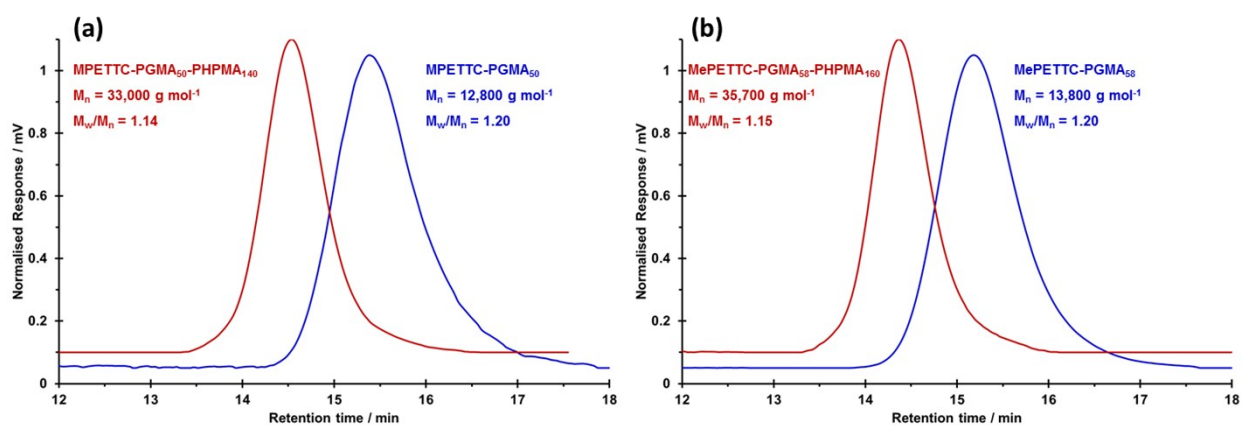 (a)
MPETTC-PGMA₅₀-PHPMA₁₄₀
Mₙ = 33,000 g mol⁻¹
M_w/Mₙ = 1.14
MPETTC-PGMA₅₀
Mₙ = 12,800 g mol⁻¹
M_w/Mₙ = 1.20
Normalised Response / mV
1
0.8
0.6
0.4
0.2
0
12 13 14 15 16 17 18
Retention time / min
(b)
MePETTC-PGMA₅₈-PHPMA₁₆₀
Mₙ = 35,700 g mol⁻¹
M_w/Mₙ = 1.15
MePETTC-PGMA₅₈
Mₙ = 13,800 g mol⁻¹
M_w/Mₙ = 1.20
Normalised Response / mV
1
0.8
0.6
0.4
0.2
0
12 13 14 15 16 17 18
Retention time / min